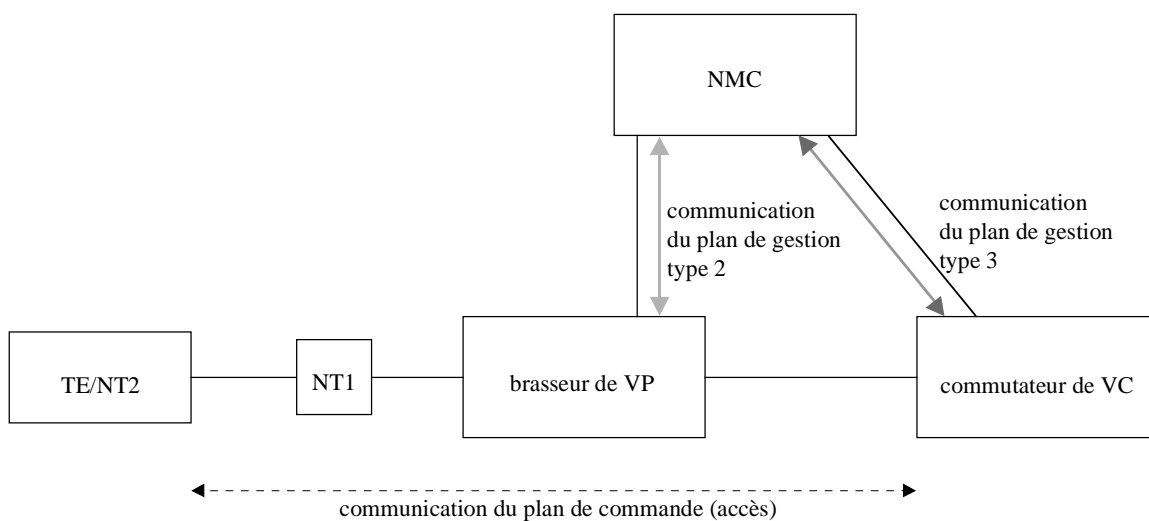 NMC
communication
du plan de gestion
type 2
communication
du plan de gestion
type 3
TE/NT2
NT1
brasseur de VP
commutateur de VC
communication du plan de commande (accès)